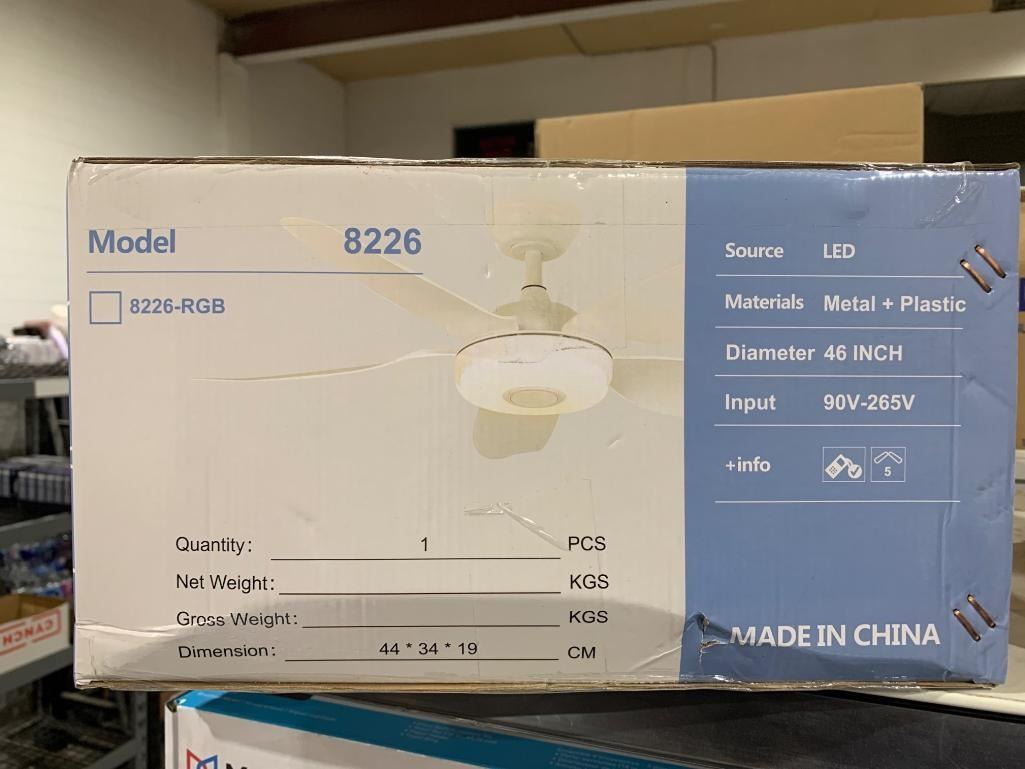 Model 8226
8226-RGB
Source LED
Materials Metal + Plastic
Diameter 46 INCH
Input 90V-265V
+info 5
Quantity: 1 PCS
Net Weight: KGS
Gross Weight: KGS
Dimension: 44 * 34 * 19 CM
MADE IN CHINA
CANCH